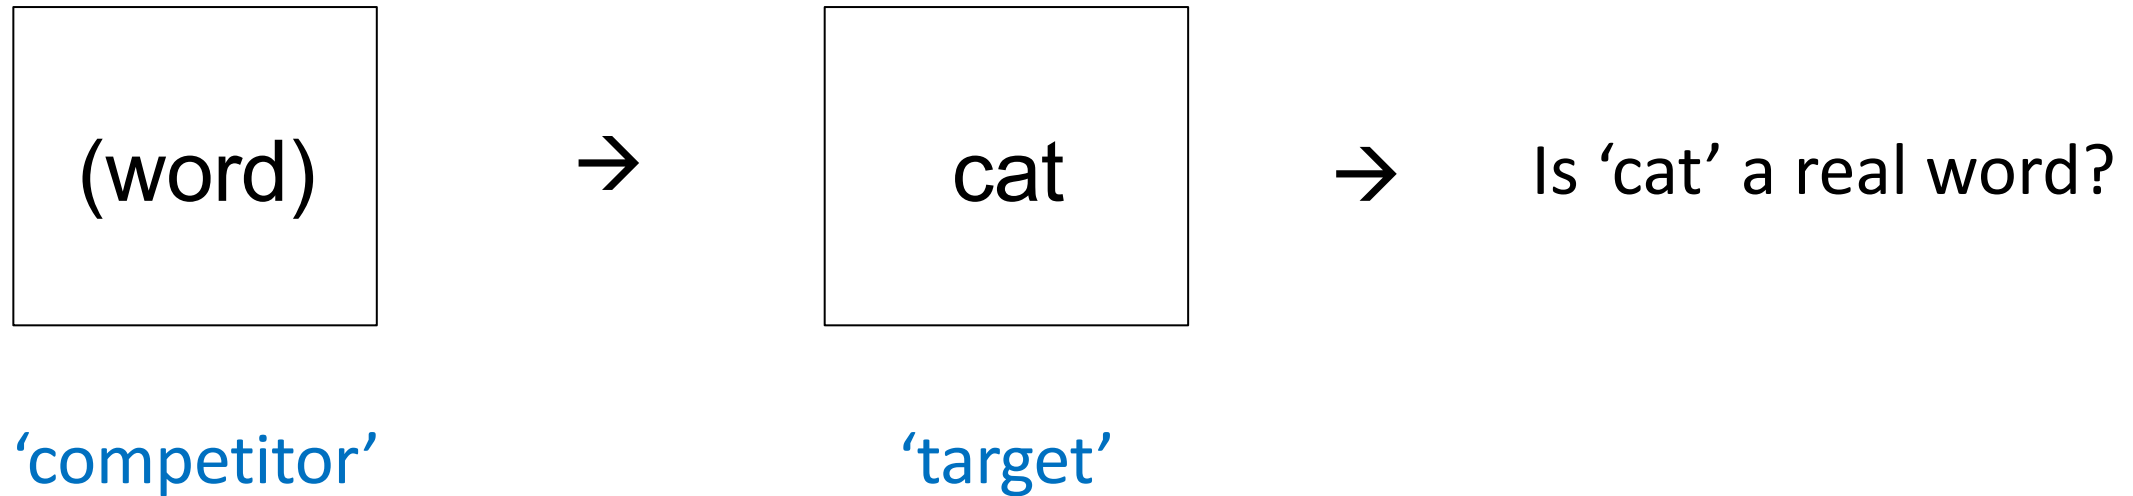 (word) → cat → Is ‘cat’ a real word?
‘competitor’ ‘target’